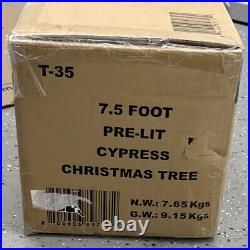 T-35
7.5 FOOT
PRE-LIT
CYPRESS
CHRISTMAS TREE
N.W.: 7.65 Kgs
G.W.: 9.15 Kgs